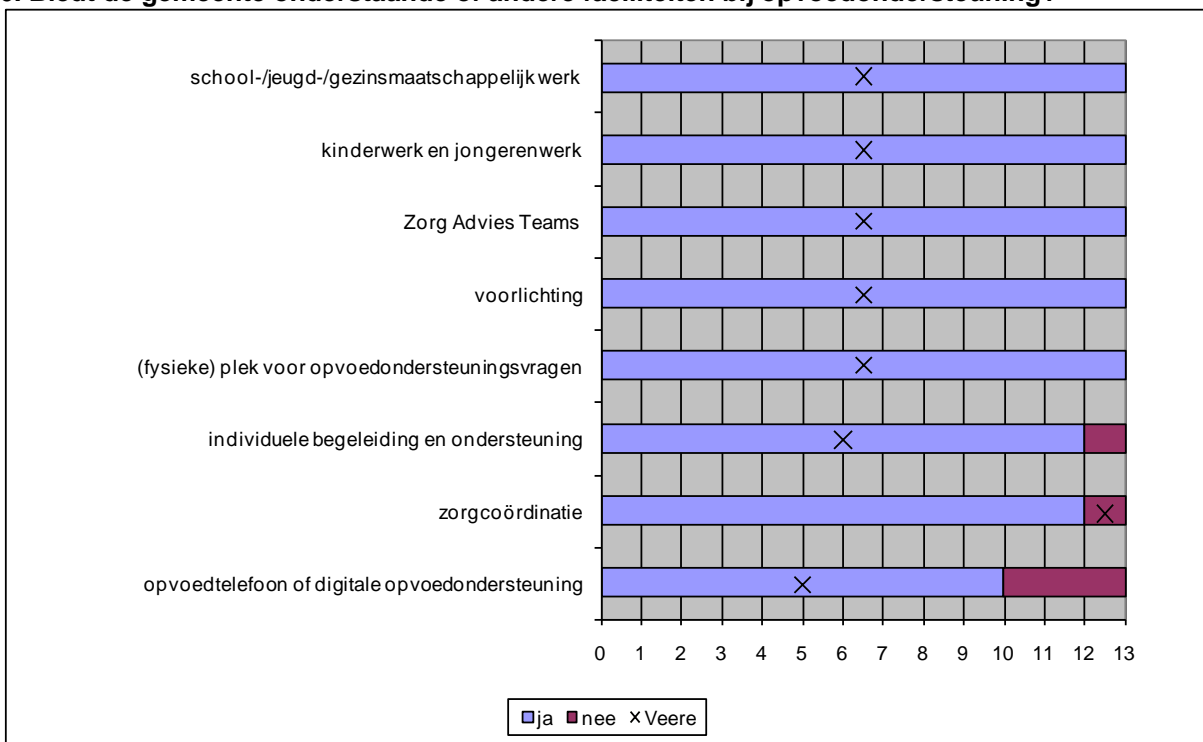 school-/jeugd-/gezinsmaatschappelijk werk
kinderwerk en jongerenwerk
Zorg Advies Teams
voorlichting
(fysieke) plek voor opvoedondersteuningsvragen
individuele begeleiding en ondersteuning
zorgcoördinatie
opvoedtelefoon of digitale opvoedondersteuning
0 1 2 3 4 5 6 7 8 9 10 11 12 13
ja nee Veere